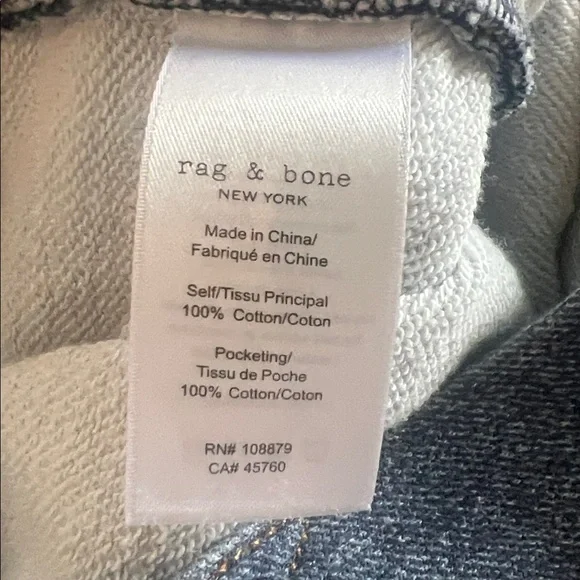 rag & bone
NEW YORK
Made in China/
Fabriqué en Chine
Self/Tissu Principal
100% Cotton/Coton
Pocketing/
Tissu de Poche
100% Cotton/Coton
RN# 108879
CA# 45760